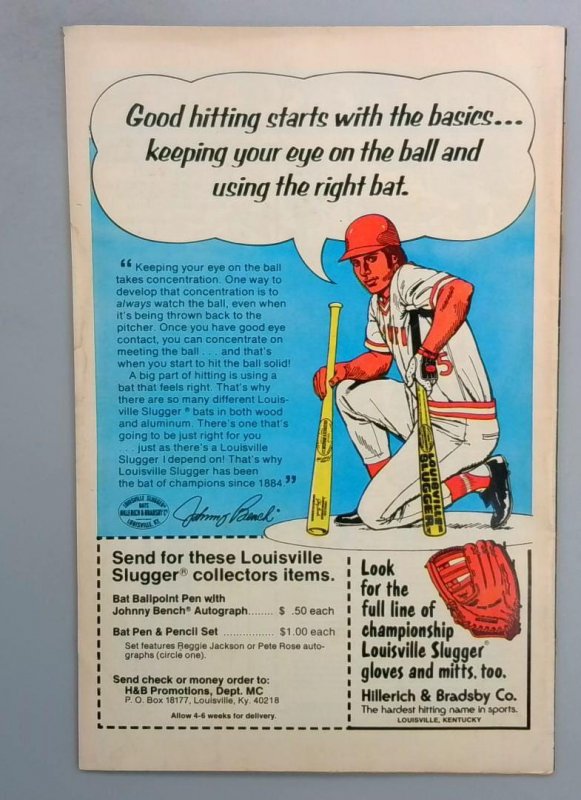 Good hitting starts with the basics...
keeping your eye on the ball and
using the right bat.
“ Keeping your eye on the ball
takes concentration. One way to
develop that concentration is to
always watch the ball, even when
it's being thrown back to the
pitcher. Once you have good eye
contact, you can concentrate on
meeting the ball . . . and that's
when you start to hit the ball solid!
A big part of hitting is using a
bat that feels right. That's why
there are so many different Louis-
ville Slugger® bats in both wood
and aluminum. There's one that's
going to be just right for you
. . . just as there's a Louisville
Slugger I depend on! That's why
Louisville Slugger has been
the bat of champions since 1884.”
LOUISVILLE SLUGGER
BATS
HILLERICH & BRADSBY Co
LOUISVILLE, KY.
Johnny Bench
5
LOUISVILLE
SLUGGER
Send for these Louisville
Slugger® collectors items.
Bat Ballpoint Pen with
Johnny Bench® Autograph....... $ .50 each
Bat Pen & Pencil Set ............... $1.00 each
Set features Reggie Jackson or Pete Rose auto-
graphs (circle one).
Send check or money order to:
H&B Promotions, Dept. MC
P. O. Box 18177, Louisville, Ky. 40218
Allow 4-6 weeks for delivery.
Look
for the
full line of
championship
Louisville Slugger®
gloves and mitts, too.
Hillerich & Bradsby Co.
The hardest hitting name in sports.
LOUISVILLE, KENTUCKY